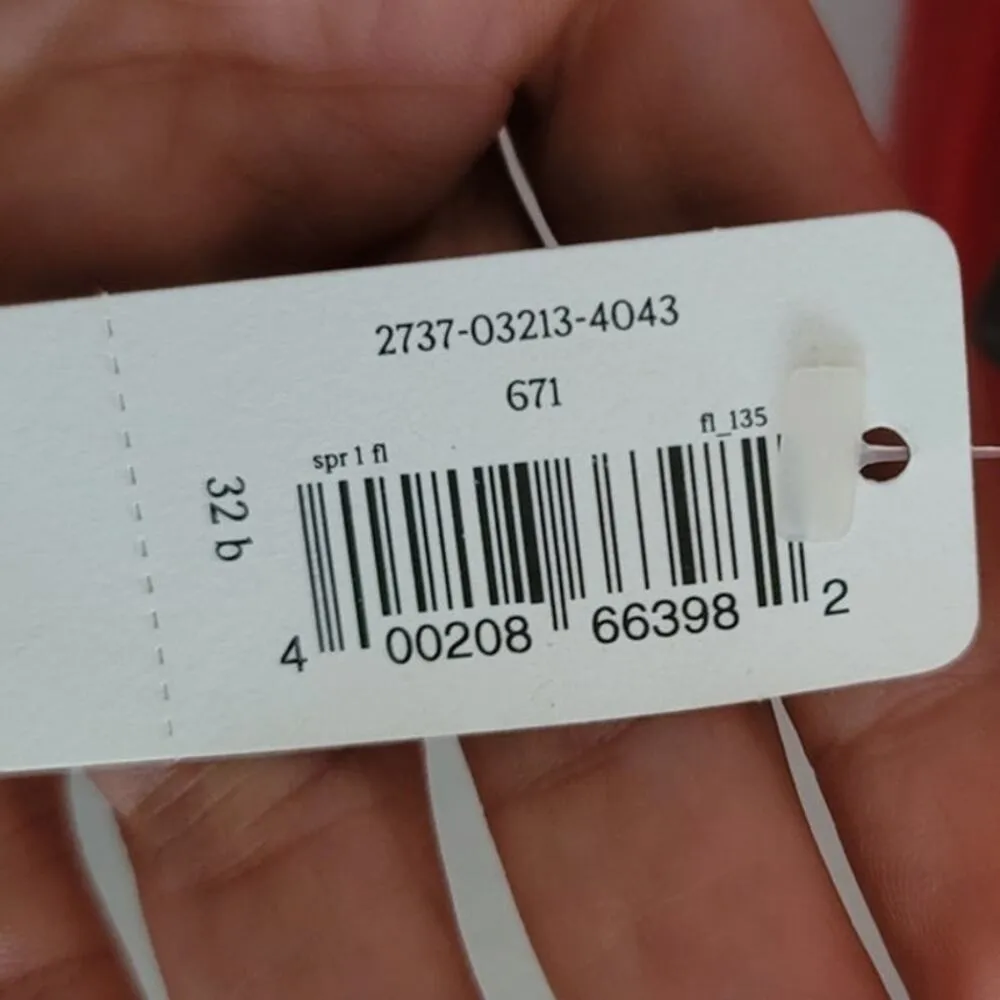 2737-03213-4043
671
fl_135
spr 1 fl
32 b
4 00208 66398 2